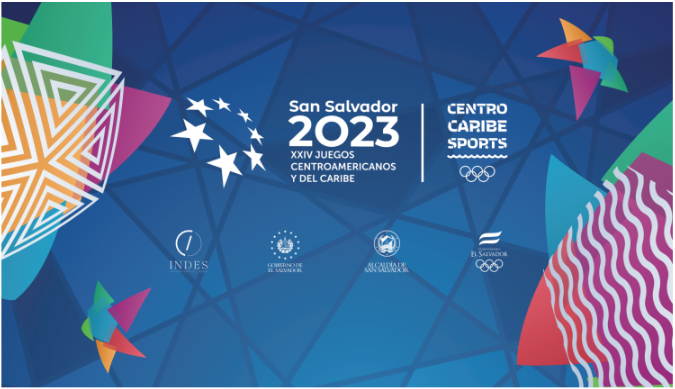 San Salvador
2023
XXIV JUEGOS
CENTROAMERICANOS
Y DEL CARIBE
CENTRO
CARIBE
SPORTS
INDES
GOBIERNO DE
EL SALVADOR
ALCALDÍA DE
SAN SALVADOR
EL SALVADOR